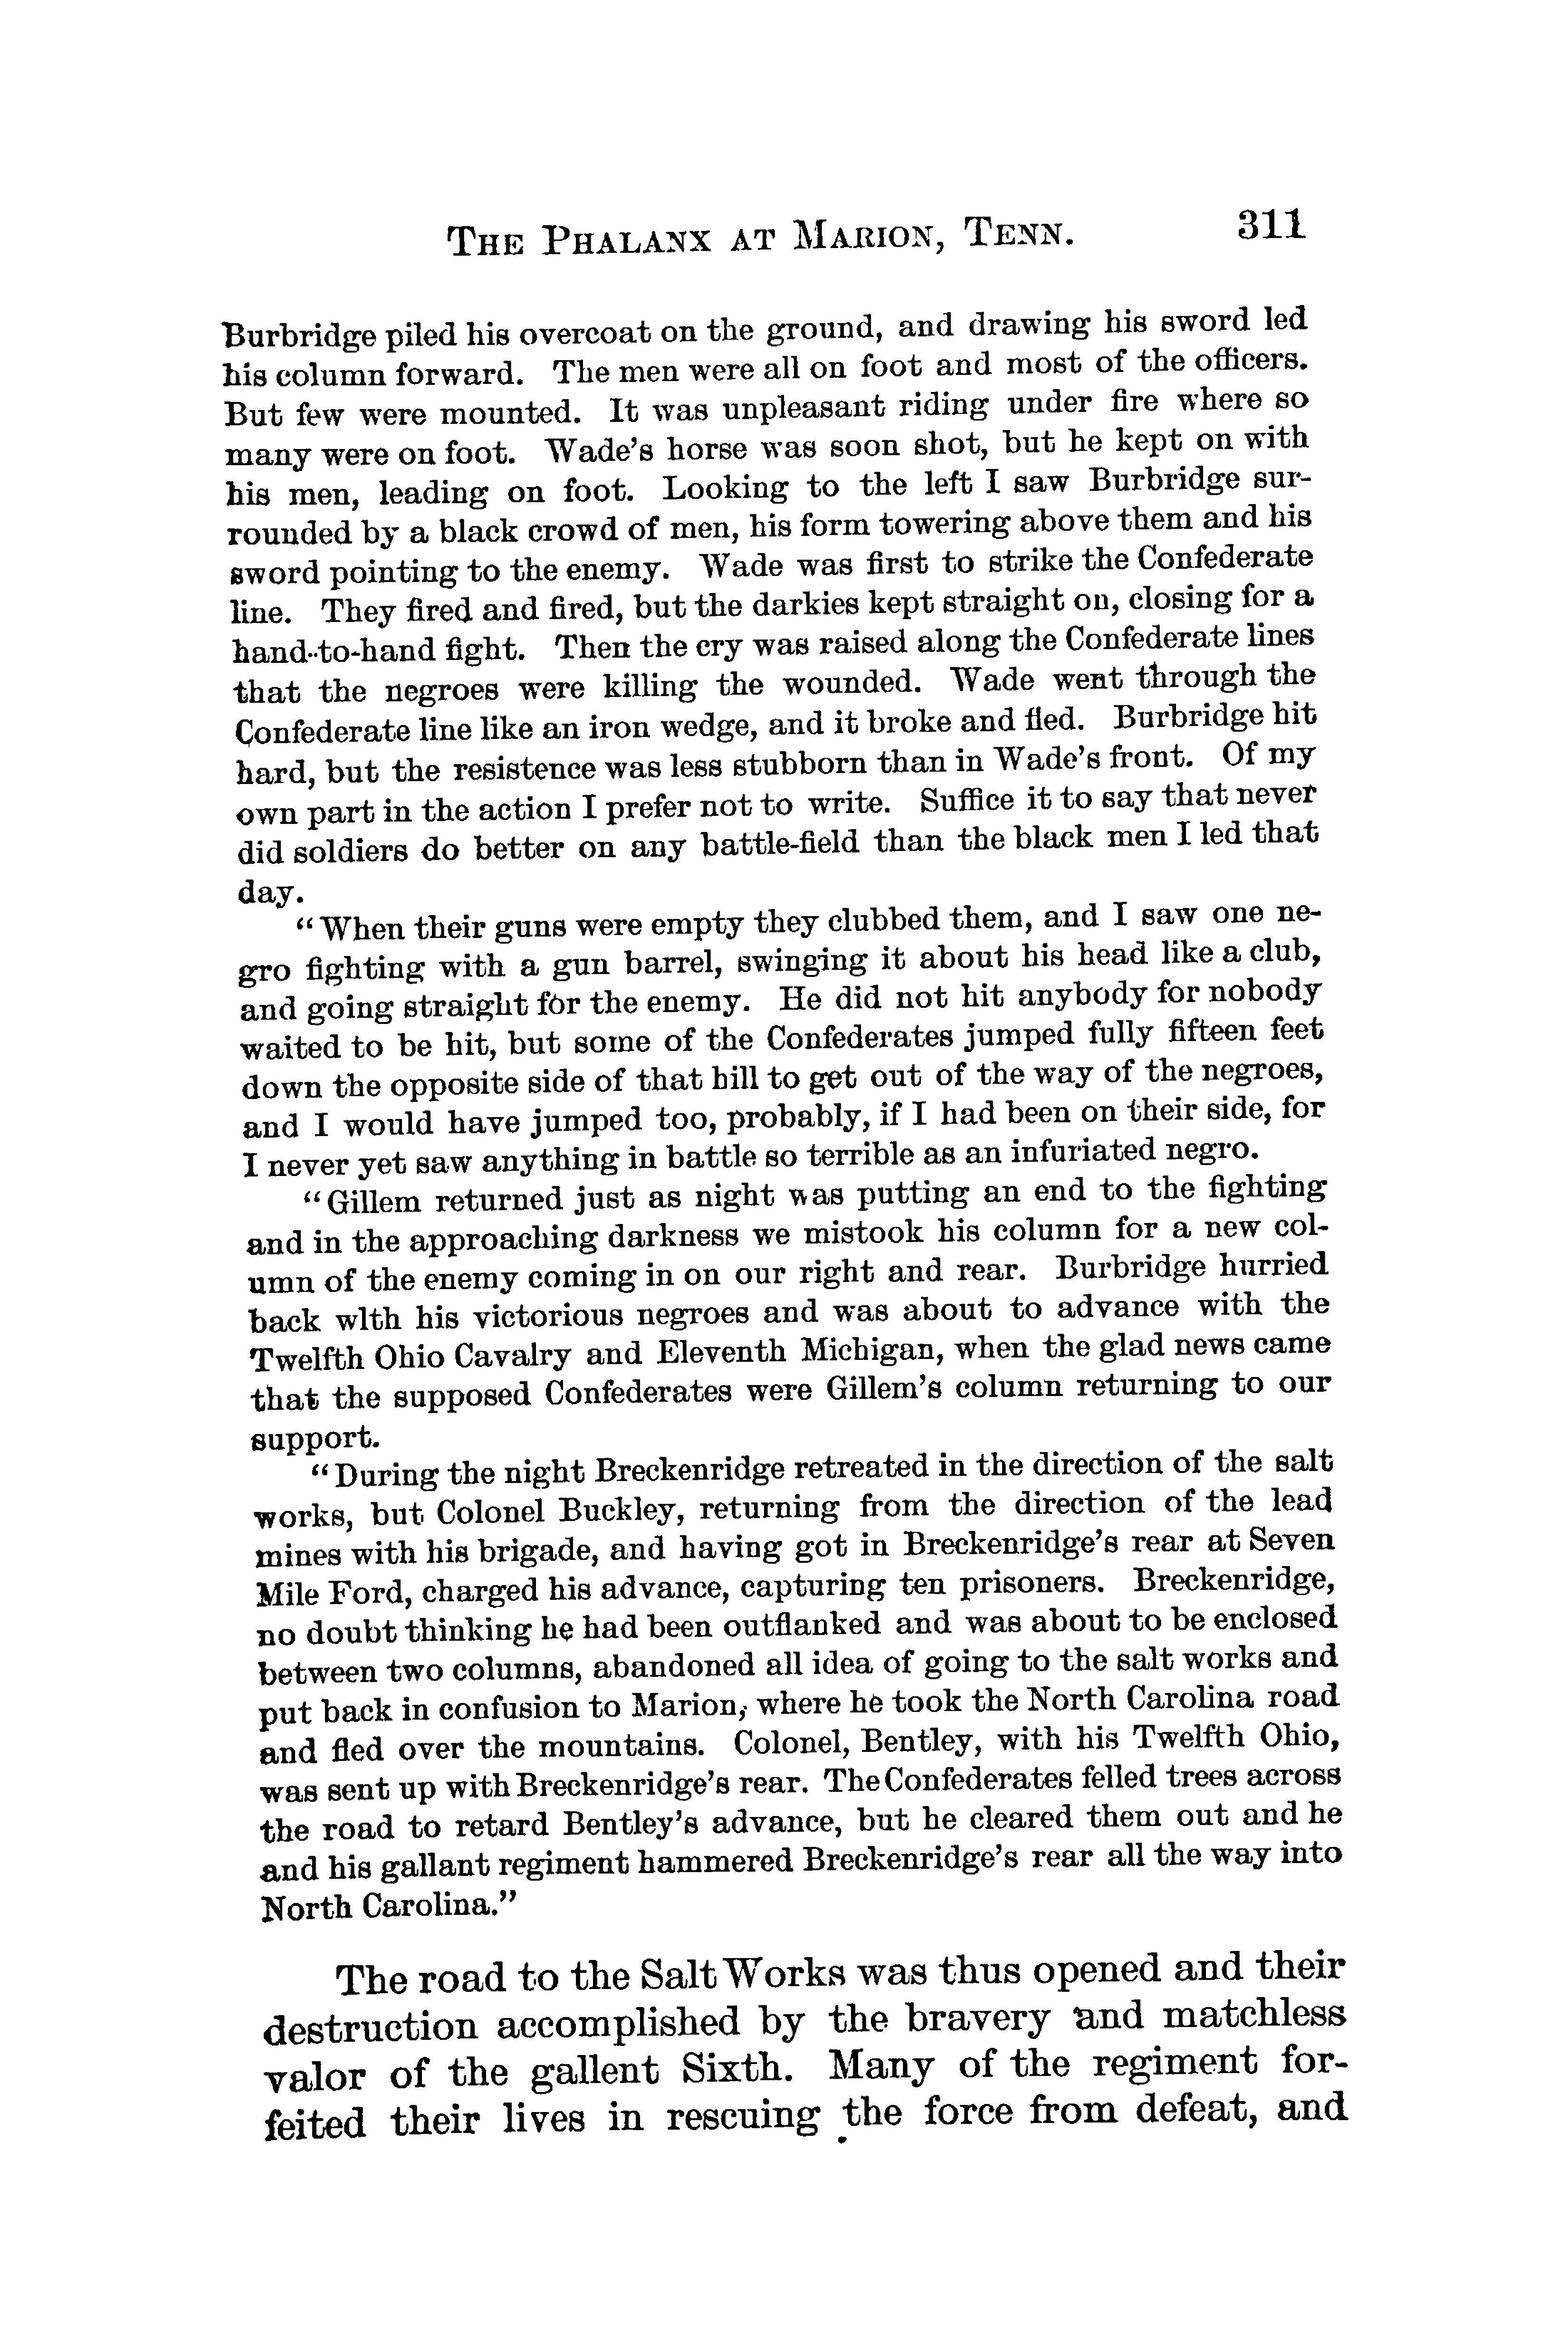 THE PHALANX AT MARION, TENN. 311
Burbridge piled his overcoat on the ground, and drawing his sword led
his column forward. The men were all on foot and most of the officers.
But few were mounted. It was unpleasant riding under fire where so
many were on foot. Wade's horse was soon shot, but he kept on with
his men, leading on foot. Looking to the left I saw Burbridge sur-
rounded by a black crowd of men, his form towering above them and his
sword pointing to the enemy. Wade was first to strike the Confederate
line. They fired and fired, but the darkies kept straight on, closing for a
hand-to-hand fight. Then the cry was raised along the Confederate lines
that the negroes were killing the wounded. Wade went through the
Confederate line like an iron wedge, and it broke and fled. Burbridge hit
hard, but the resistence was less stubborn than in Wade's front. Of my
own part in the action I prefer not to write. Suffice it to say that never
did soldiers do better on any battle-field than the black men I led that
day.
"When their guns were empty they clubbed them, and I saw one ne-
gro fighting with a gun barrel, swinging it about his head like a club,
and going straight for the enemy. He did not hit anybody for nobody
waited to be hit, but some of the Confederates jumped fully fifteen feet
down the opposite side of that hill to get out of the way of the negroes,
and I would have jumped too, probably, if I had been on their side, for
I never yet saw anything in battle so terrible as an infuriated negro.
"Gillem returned just as night was putting an end to the fighting
and in the approaching darkness we mistook his column for a new col-
umn of the enemy coming in on our right and rear. Burbridge hurried
back with his victorious negroes and was about to advance with the
Twelfth Ohio Cavalry and Eleventh Michigan, when the glad news came
that the supposed Confederates were Gillem's column returning to our
support.
"During the night Breckenridge retreated in the direction of the salt
works, but Colonel Buckley, returning from the direction of the lead
mines with his brigade, and having got in Breckenridge's rear at Seven
Mile Ford, charged his advance, capturing ten prisoners. Breckenridge,
no doubt thinking he had been outflanked and was about to be enclosed
between two columns, abandoned all idea of going to the salt works and
put back in confusion to Marion, where he took the North Carolina road
and fled over the mountains. Colonel, Bentley, with his Twelfth Ohio,
was sent up with Breckenridge's rear. The Confederates felled trees across
the road to retard Bentley's advance, but he cleared them out and he
and his gallant regiment hammered Breckenridge's rear all the way into
North Carolina."
The road to the Salt Works was thus opened and their
destruction accomplished by the bravery and matchless
valor of the gallent Sixth. Many of the regiment for-
feited their lives in rescuing the force from defeat, and